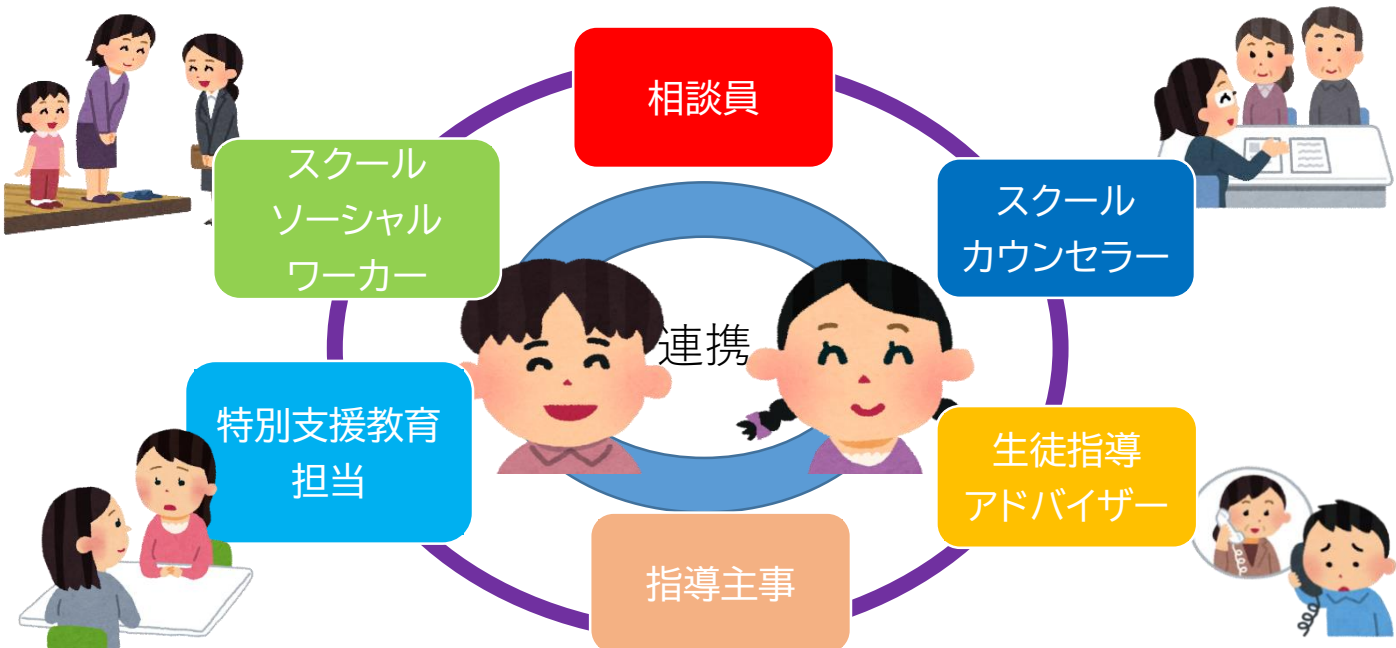 相談員
スクール
ソーシャル
ワーカー
スクール
カウンセラー
連携
特別支援教育
担当
生徒指導
アドバイザー
指導主事